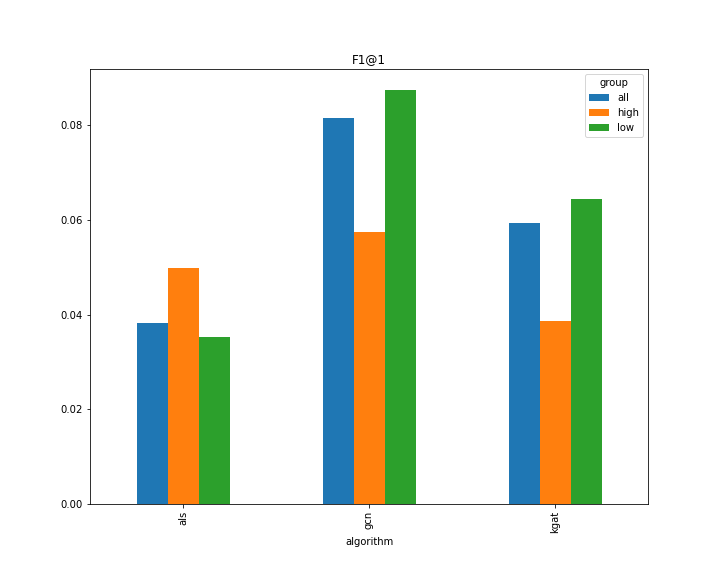 F1@1
group
all
high
low
0.08
0.06
0.04
0.02
0.00
als
gcn
kgat
algorithm